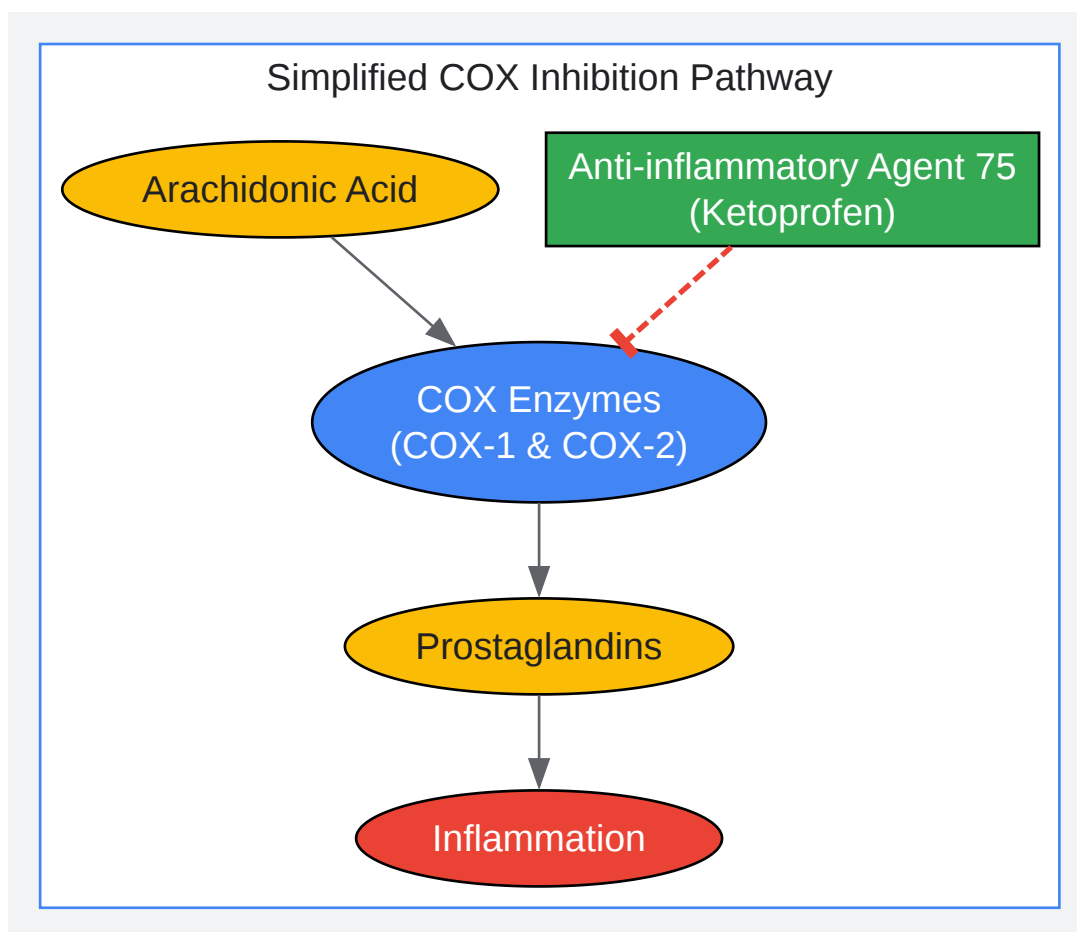 Simplified COX Inhibition Pathway
Arachidonic Acid
Anti-inflammatory Agent 75
(Ketoprofen)
COX Enzymes
(COX-1 & COX-2)
Prostaglandins
Inflammation